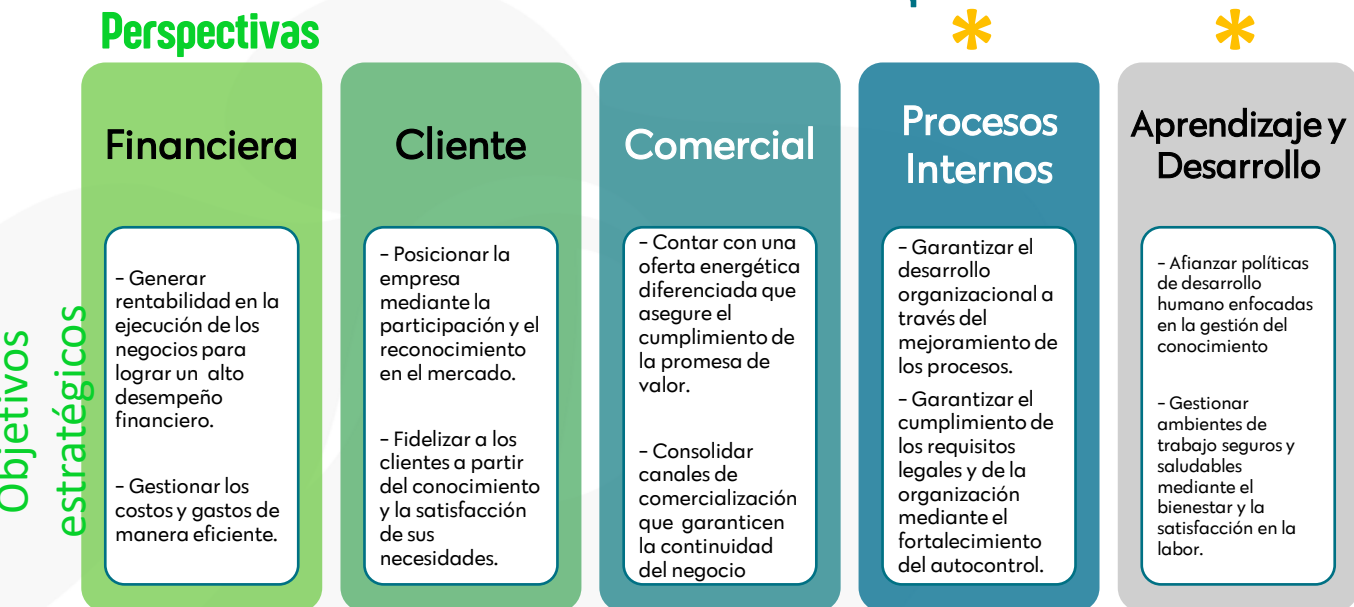 Perspectivas
*
*
Financiera
Cliente
Comercial
Procesos
Internos
Aprendizaje y
Desarrollo
Objetivos
estratégicos
– Generar
rentabilidad en la
ejecución de los
negocios para
lograr un alto
desempeño
financiero.
– Gestionar los
costos y gastos de
manera eficiente.
– Posicionar la
empresa
mediante la
participación y el
reconocimiento
en el mercado.
– Fidelizar a los
clientes a partir
del conocimiento
y la satisfacción
de sus
necesidades.
– Contar con una
oferta energética
diferenciada que
asegure el
cumplimiento de
la promesa de
valor.
– Consolidar
canales de
comercialización
que garanticen
la continuidad
del negocio
– Garantizar el
desarrollo
organizacional a
través del
mejoramiento de
los procesos.
– Garantizar el
cumplimiento de
los requisitos
legales y de la
organización
mediante el
fortalecimiento
del autocontrol.
– Afianzar políticas
de desarrollo
humano enfocadas
en la gestión del
conocimiento
– Gestionar
ambientes de
trabajo seguros y
saludables
mediante el
bienestar y la
satisfacción en la
labor.